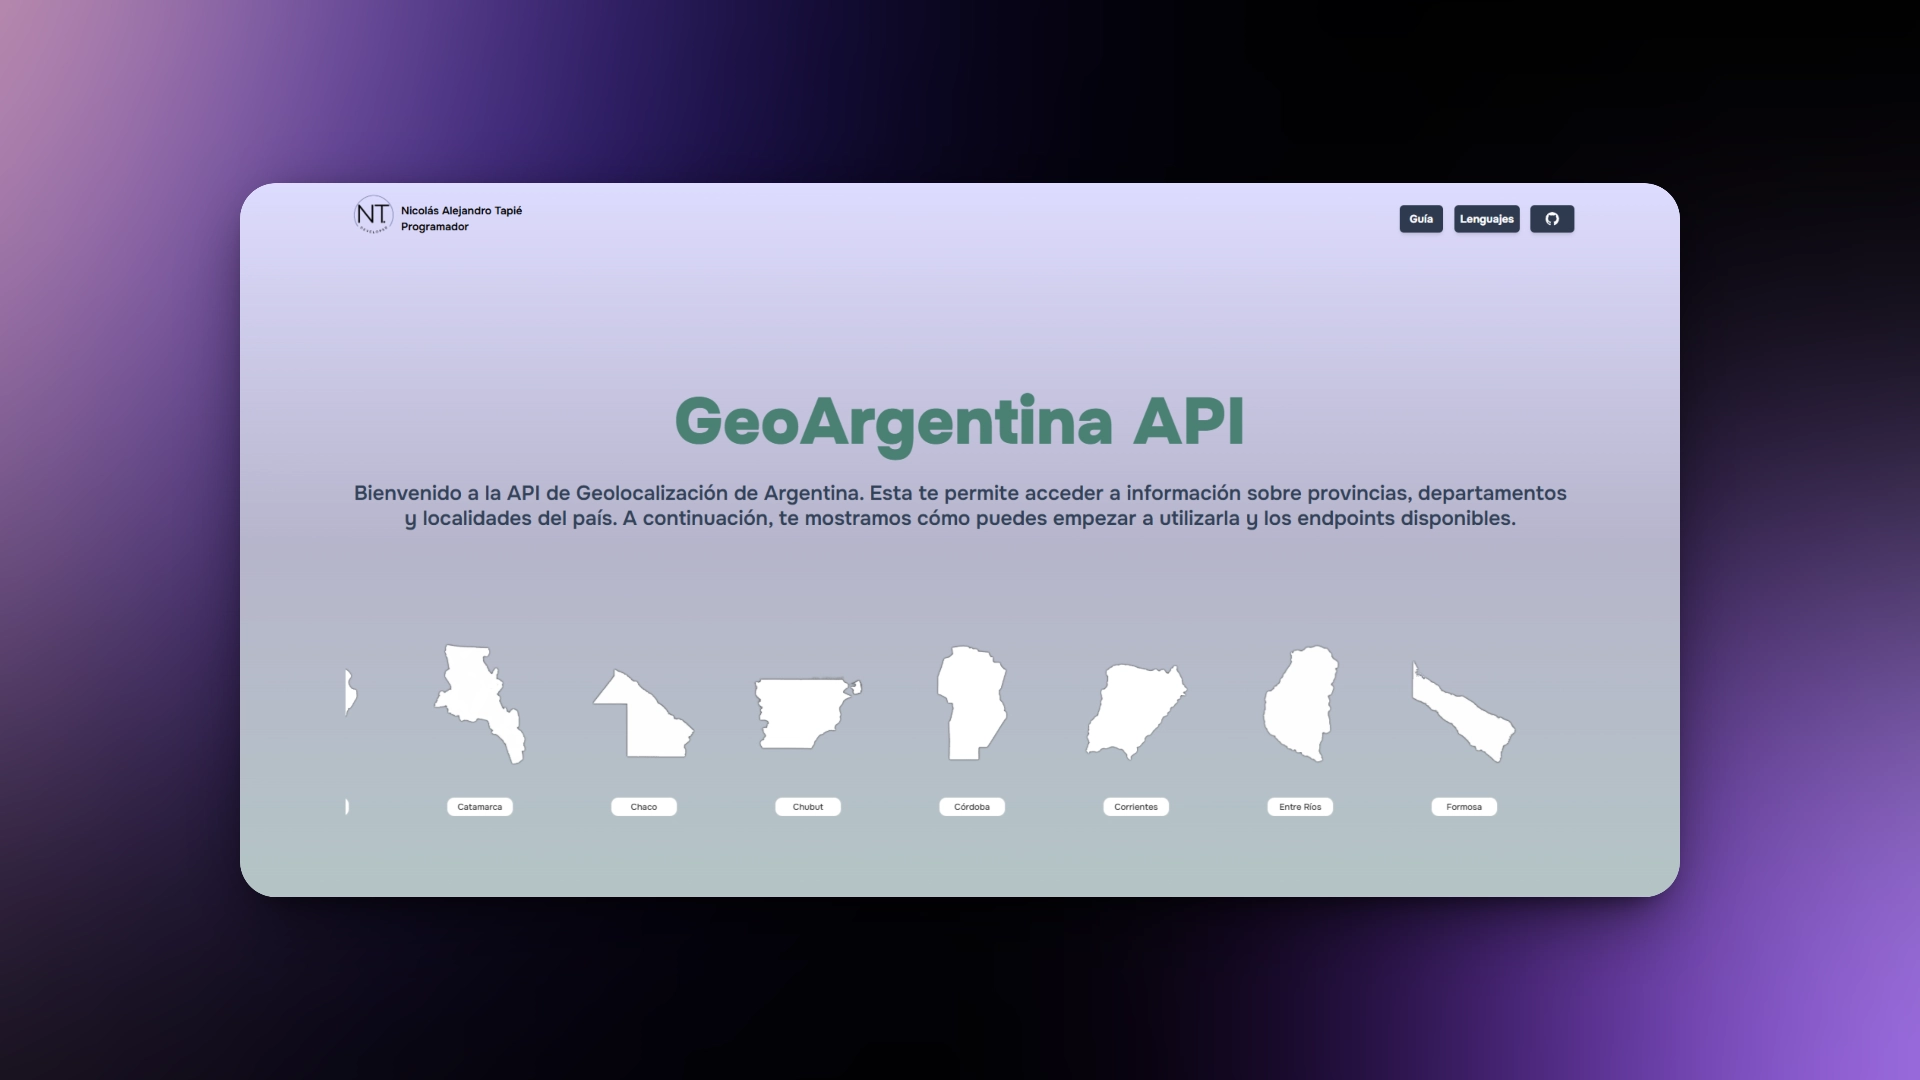 NT
Nicolás Alejandro Tapié
Programador
Guía
Lenguajes
GeoArgentina API
Bienvenido a la API de Geolocalización de Argentina. Esta te permite acceder a información sobre provincias, departamentos
y localidades del país. A continuación, te mostramos cómo puedes empezar a utilizarla y los endpoints disponibles.
Catamarca
Chaco
Chubut
Córdoba
Corrientes
Entre Ríos
Formosa